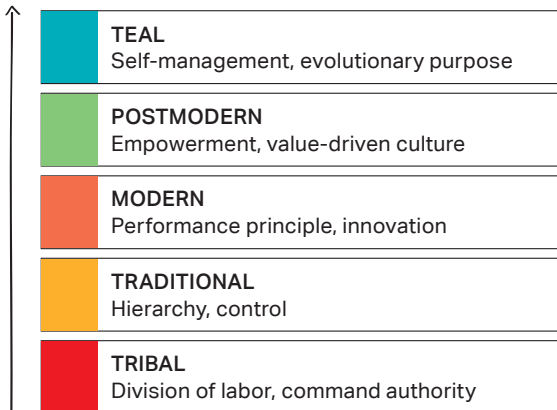 TEAL
Self-management, evolutionary purpose
POSTMODERN
Empowerment, value-driven culture
MODERN
Performance principle, innovation
TRADITIONAL
Hierarchy, control
TRIBAL
Division of labor, command authority